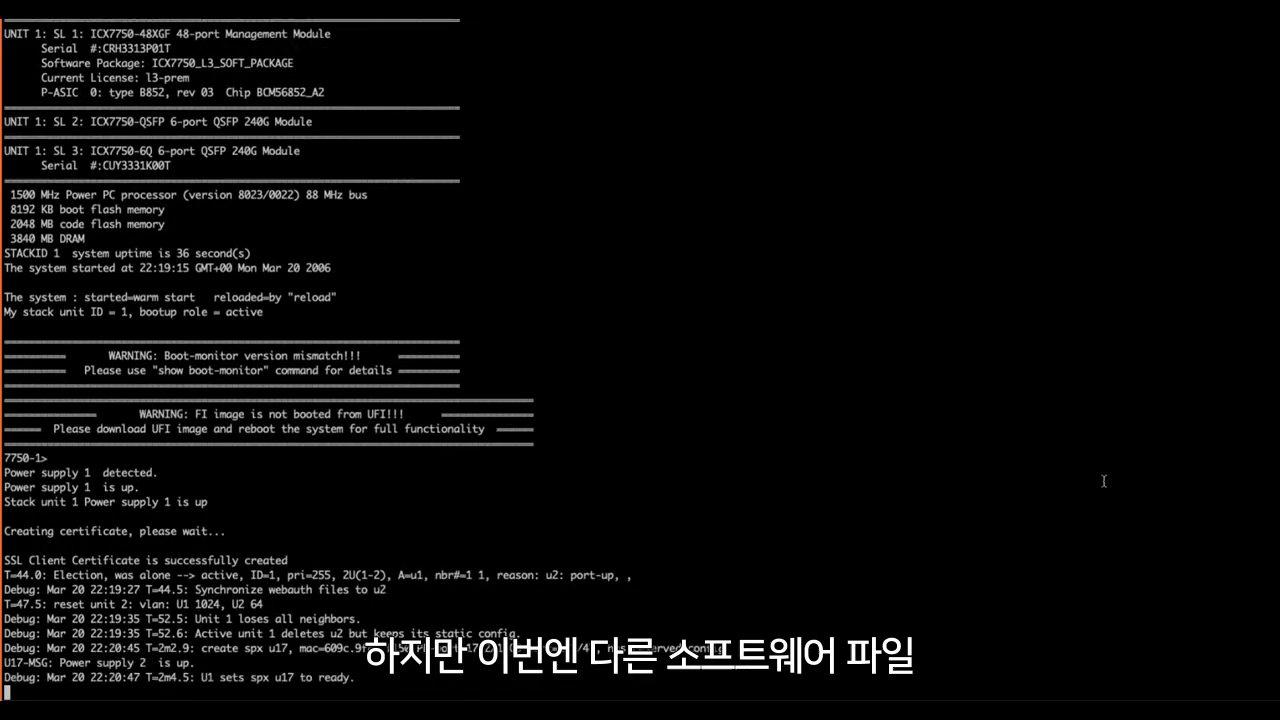 UNIT 1: SL 1: ICX7750-48XGF 48-port Management Module
Serial #:CRH3313P01T
Software Package: ICX7750_L3_SOFT_PACKAGE
Current License: l3-prem
P-ASIC 0: type B852, rev 03 Chip BCM56852_A2
UNIT 1: SL 2: ICX7750-QSFP 6-port QSFP 240G Module
UNIT 1: SL 3: ICX7750-6Q 6-port QSFP 240G Module
Serial #:CUY3331K00T
1500 MHz Power PC processor (version 8023/0022) 88 MHz bus
8192 KB boot flash memory
2048 MB code flash memory
3840 MB DRAM
STACKID 1 system uptime is 36 second(s)
The system started at 22:19:15 GMT+00 Mon Mar 20 2006
The system : started=warm start reloaded=by "reload"
My stack unit ID = 1, bootup role = active
WARNING: Boot-monitor version mismatch!!!
Please use "show boot-monitor" command for details
WARNING: FI image is not booted from UFI!!!
Please download UFI image and reboot the system for full functionality
7750-1>
Power supply 1 detected.
Power supply 1 is up.
Stack unit 1 Power supply 1 is up
Creating certificate, please wait...
SSL Client Certificate is successfully created
T=44.0: Election, was alone --> active, ID=1, pri=255, 2U(1-2), A=u1, nbr#=1 1, reason: u2: port-up, ,
Debug: Mar 20 22:19:27 T=44.5: Synchronize webauth files to u2
T=47.5: reset unit 2: vlan: U1 1024, U2 64
Debug: Mar 20 22:19:35 T=52.5: Unit 1 loses all neighbors.
Debug: Mar 20 22:19:35 T=52.6: Active unit 1 deletes u2 but keeps its static config.
Debug: Mar 20 22:20:45 T=2m2.9: create spx u17, mac=609c.9f
U17-MSG: Power supply 2 is up.
Debug: Mar 20 22:20:47 T=2m4.5: U1 sets spx u17 to ready.
하지만 이번엔 다른 소프트웨어 파일